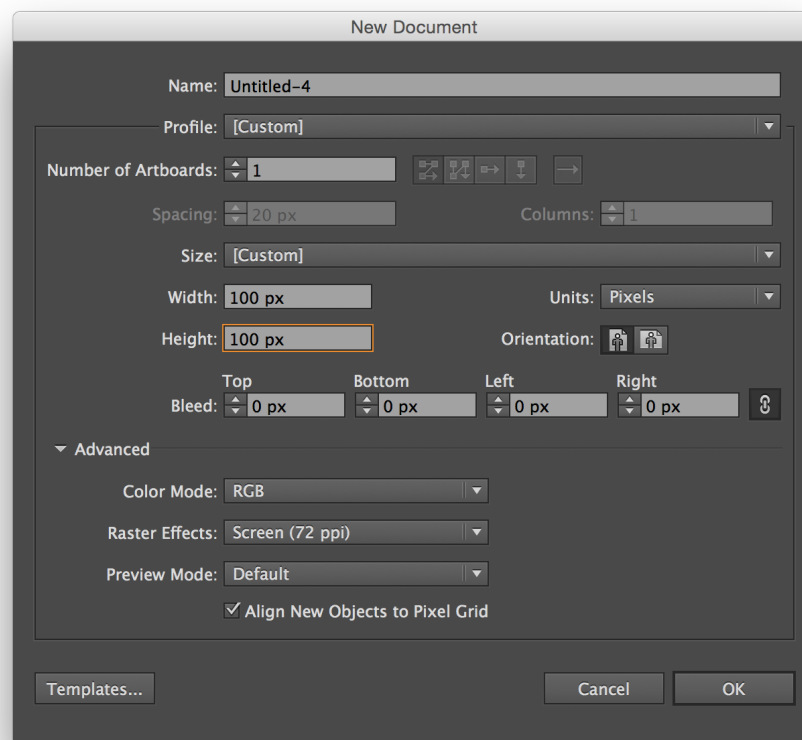 New Document
Name: Untitled-4
Profile: [Custom]
Number of Artboards: 1
Spacing: 20 px Columns: 1
Size: [Custom]
Width: 100 px Units: Pixels
Height: 100 px Orientation:
Top Bottom Left Right
Bleed: 0 px 0 px 0 px 0 px
Advanced
Color Mode: RGB
Raster Effects: Screen (72 ppi)
Preview Mode: Default
Align New Objects to Pixel Grid
Templates... Cancel OK